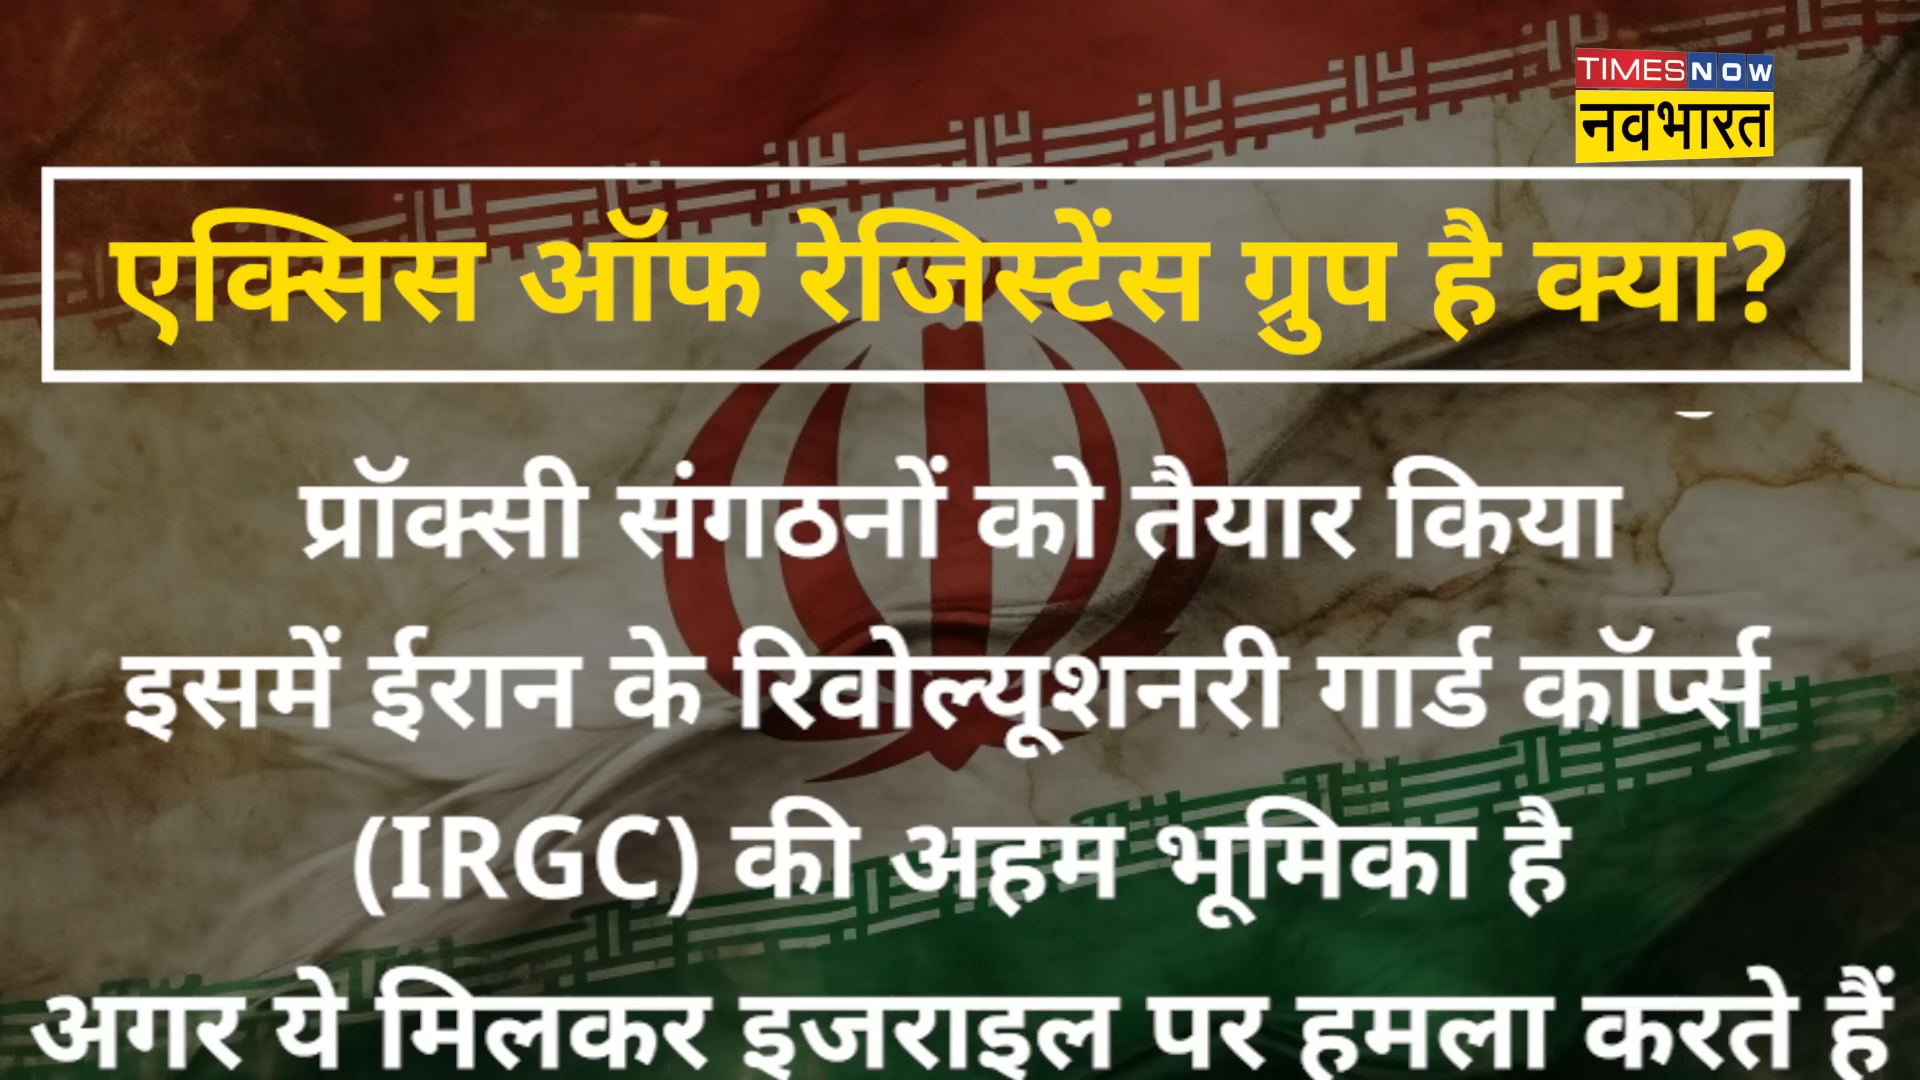 TIMES NOW
नवभारत
एक्सिस ऑफ रेजिस्टेंस ग्रुप है क्या?
प्रॉक्सी संगठनों को तैयार किया
इसमें ईरान के रिवोल्यूशनरी गार्ड कॉर्प्स
(IRGC) की अहम भूमिका है
अगर ये मिलकर इजराइल पर हमला करते हैं